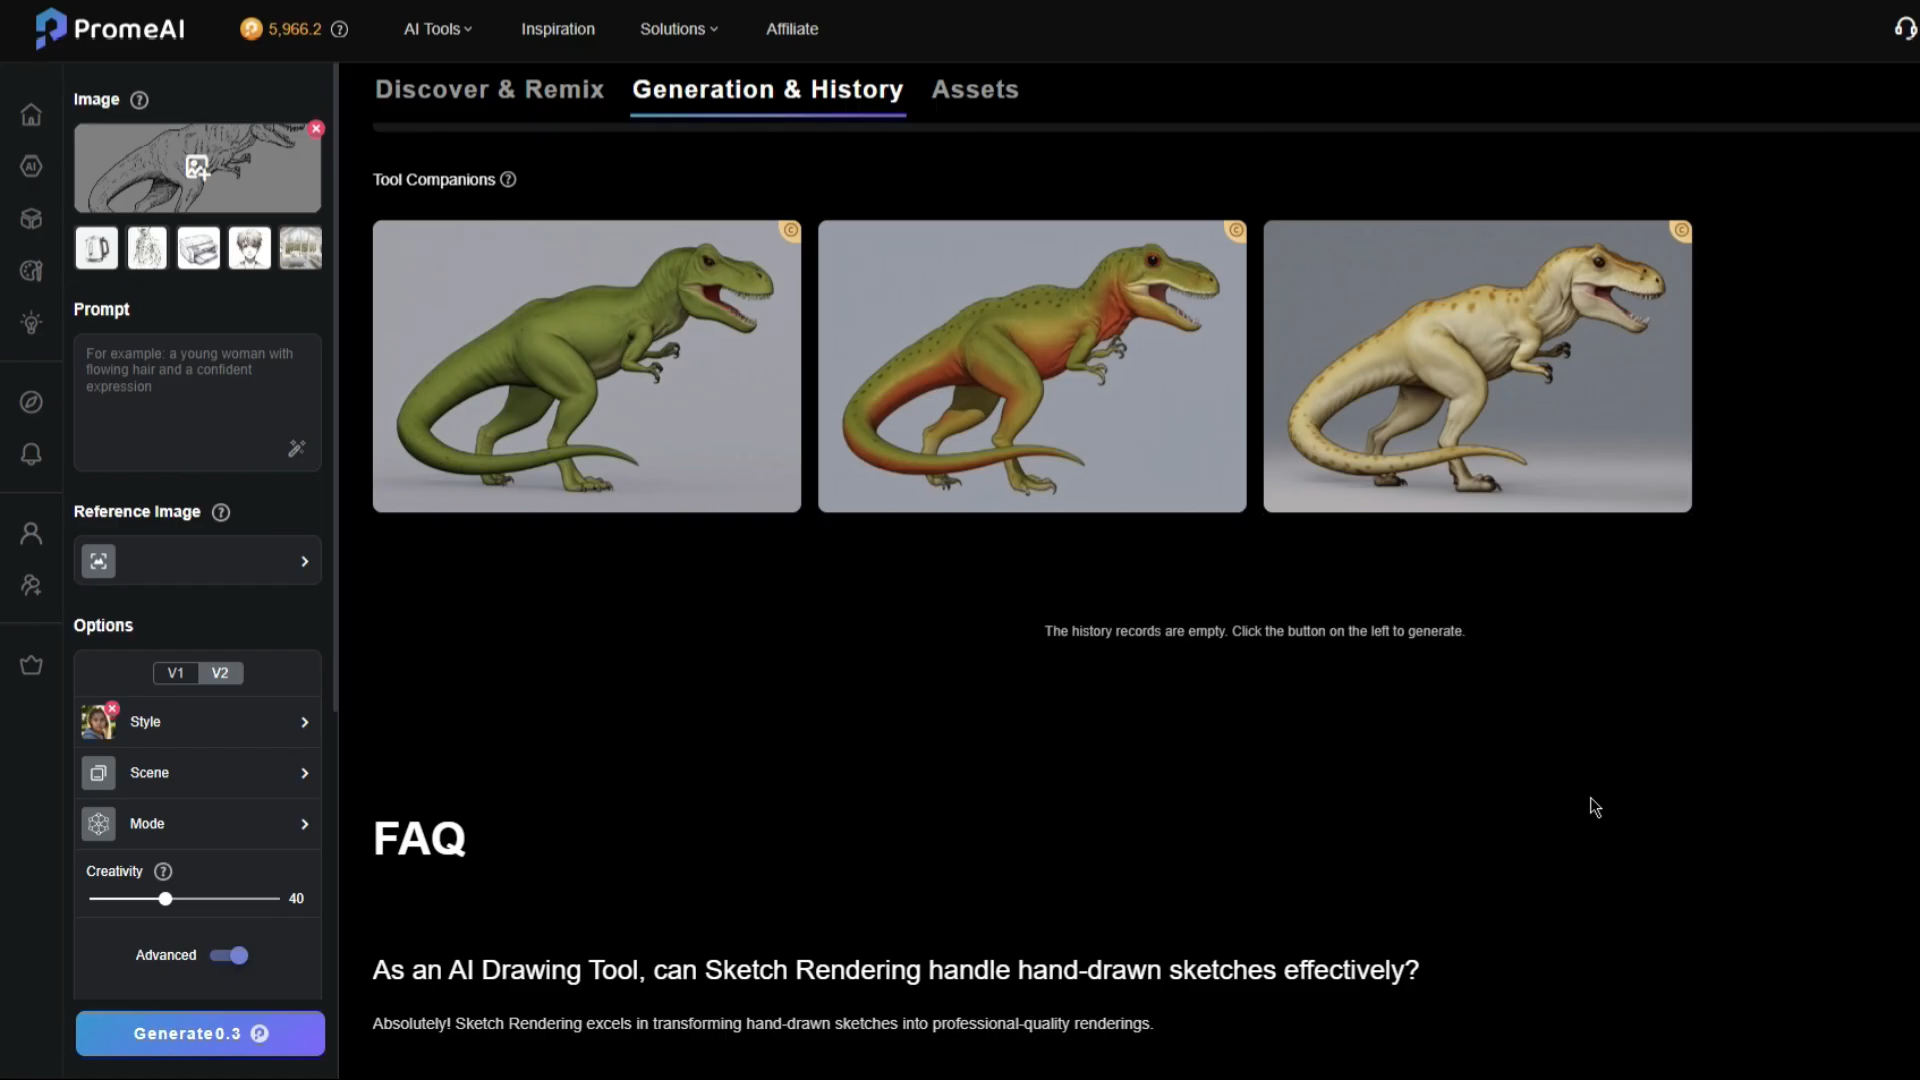 PromeAI
5,966.2
AI Tools
Inspiration
Solutions
Affiliate
Discover & Remix
Generation & History
Assets
Image
Tool Companions
Prompt
For example: a young woman with
flowing hair and a confident
expression
Reference Image
Options
V1 V2
Style
Scene
Mode
Creativity
40
Advanced
Generate0.3
The history records are empty. Click the button on the left to generate.
FAQ
As an AI Drawing Tool, can Sketch Rendering handle hand-drawn sketches effectively?
Absolutely! Sketch Rendering excels in transforming hand-drawn sketches into professional-quality renderings.